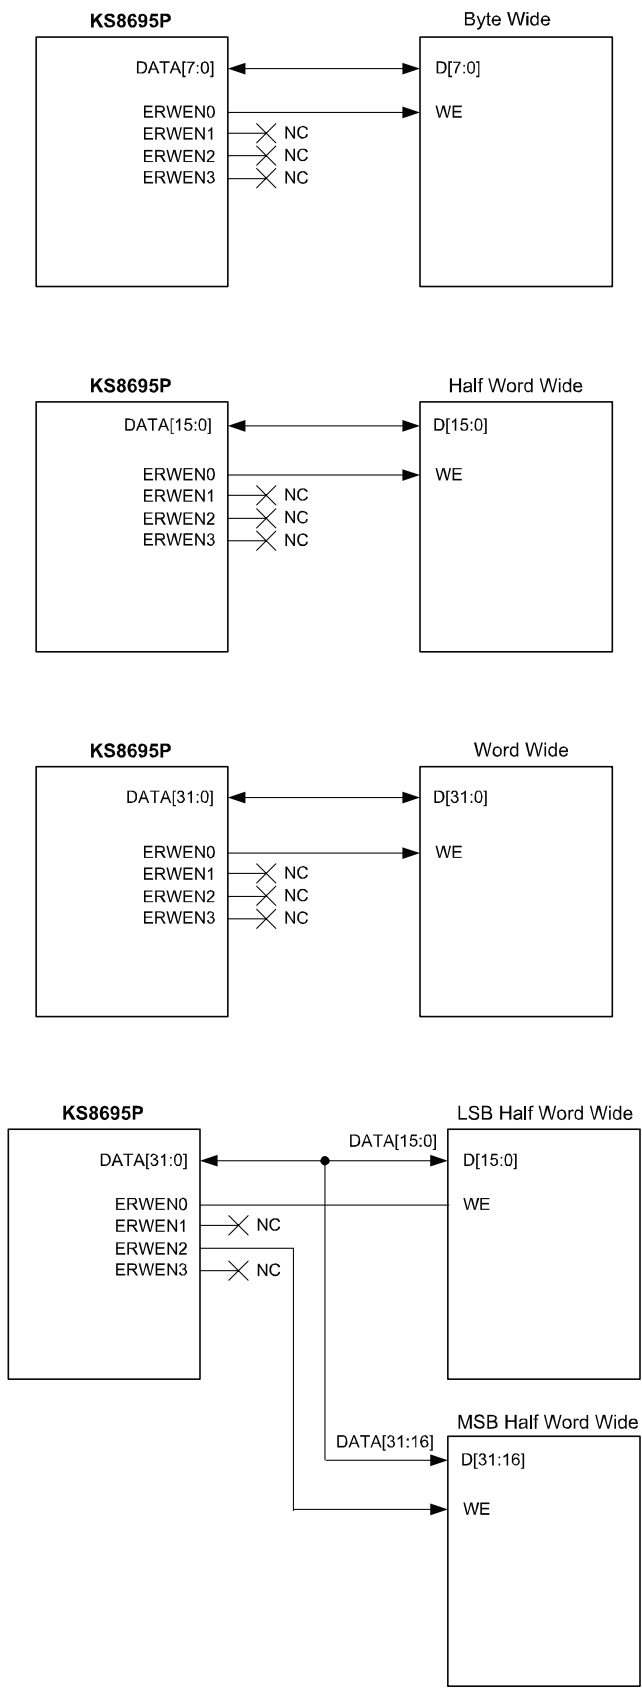 KS8695P Byte Wide
DATA[7:0] D[7:0]
ERWEN0 WE
ERWEN1 NC
ERWEN2 NC
ERWEN3 NC
KS8695P Half Word Wide
DATA[15:0] D[15:0]
ERWEN0 WE
ERWEN1 NC
ERWEN2 NC
ERWEN3 NC
KS8695P Word Wide
DATA[31:0] D[31:0]
ERWEN0 WE
ERWEN1 NC
ERWEN2 NC
ERWEN3 NC
KS8695P LSB Half Word Wide
DATA[15:0]
DATA[31:0] D[15:0]
ERWEN0 WE
ERWEN1 NC
ERWEN2
ERWEN3 NC
MSB Half Word Wide
DATA[31:16]
D[31:16]
WE